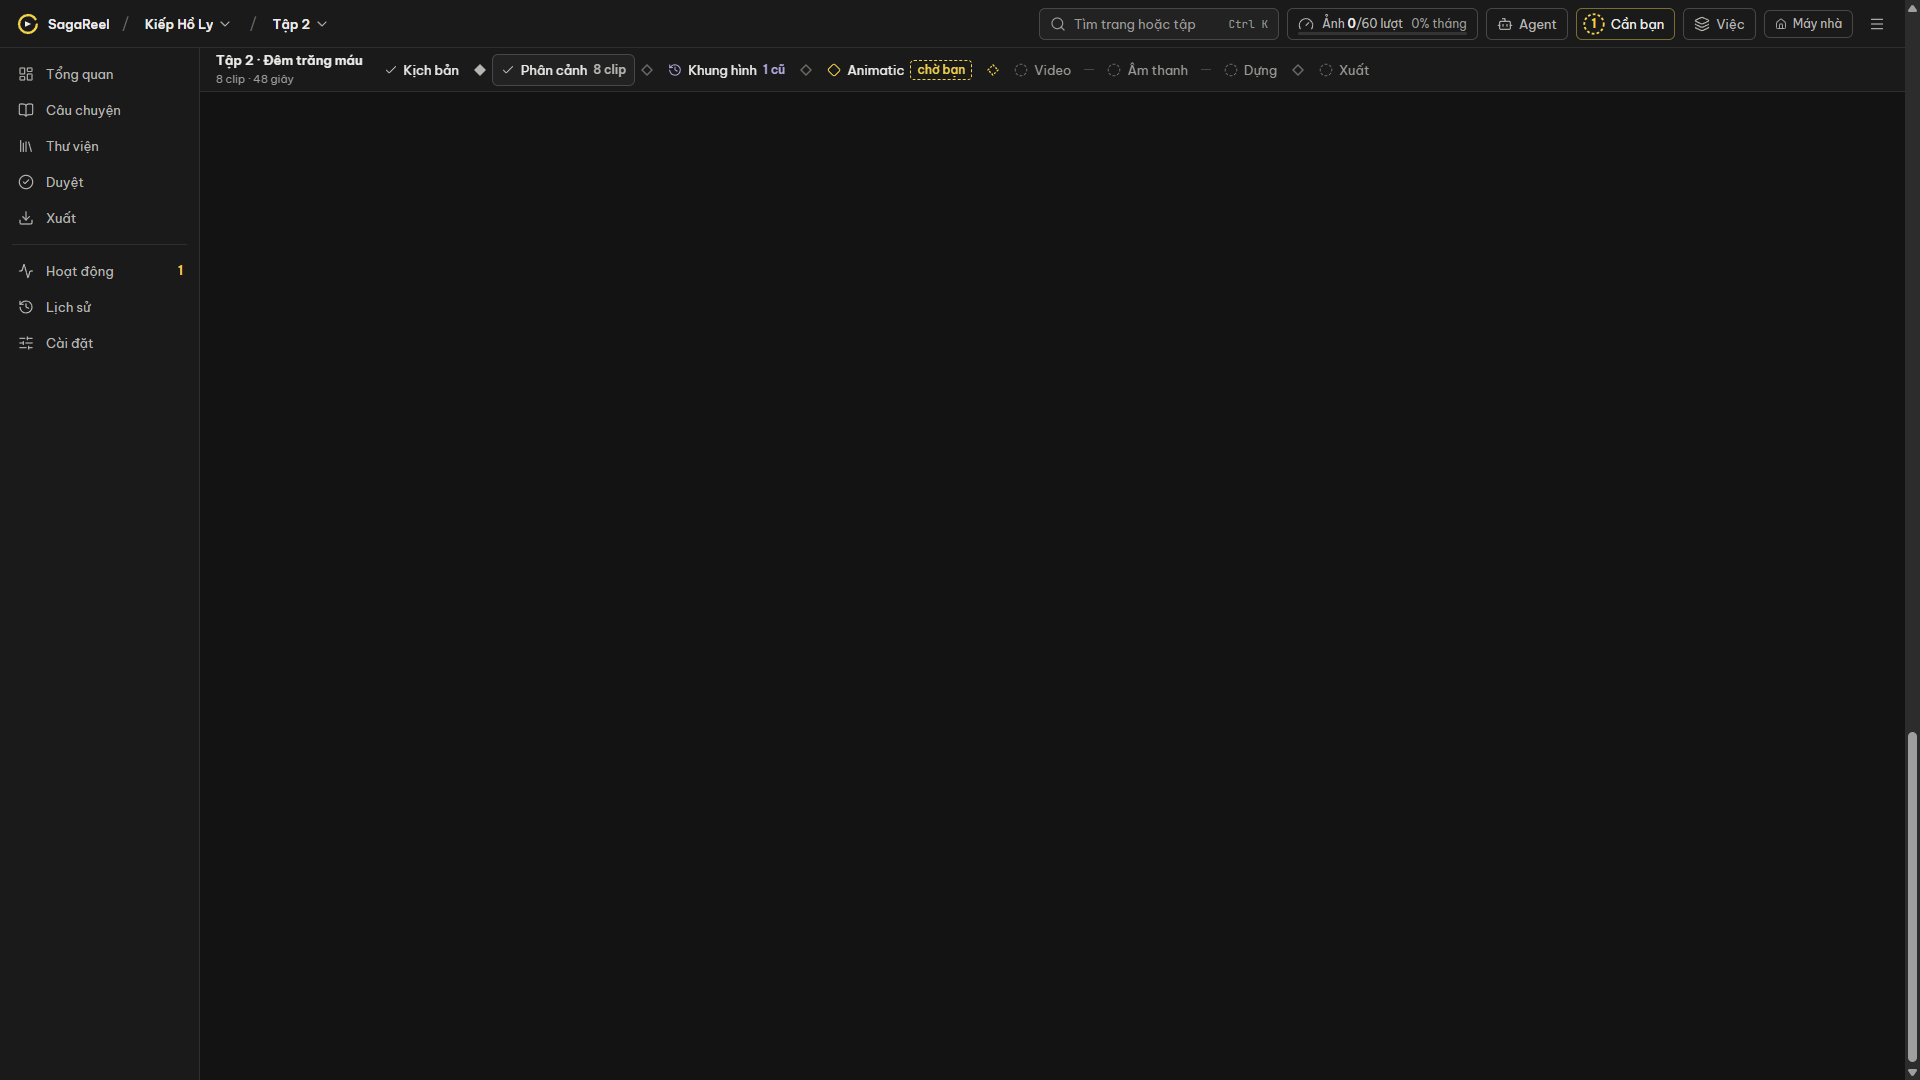 SagaReel / Kiếp Hồ Ly / Tập 2
Tìm trang hoặc tập Ctrl K
Ảnh 0/60 lượt 0% tháng
Agent
1 Cần bạn
Việc
Máy nhà
Tập 2 · Đêm trăng máu
8 clip · 48 giây
Kịch bản
Phân cảnh 8 clip
Khung hình 1 cũ
Animatic chờ bạn
Video
Âm thanh
Dựng
Xuất
Tổng quan
Câu chuyện
Thư viện
Duyệt
Xuất
Hoạt động 1
Lịch sử
Cài đặt